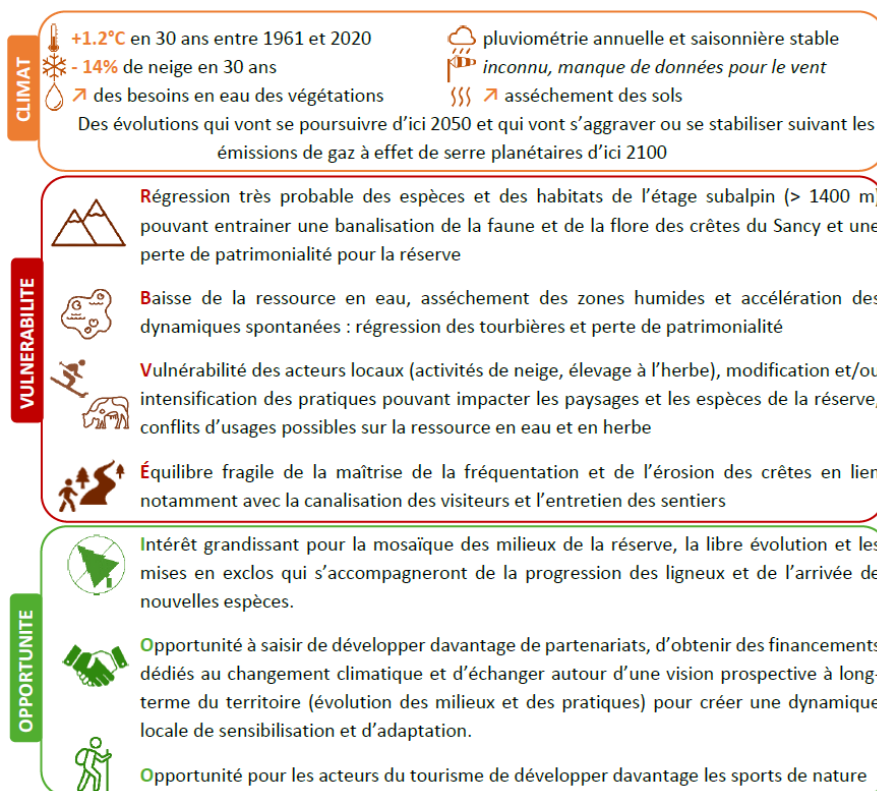 CLIMAT
+1.2°C en 30 ans entre 1961 et 2020
- 14% de neige en 30 ans
↗ des besoins en eau des végétations
pluviométrie annuelle et saisonnière stable
inconnu, manque de données pour le vent
↗ asséchement des sols
Des évolutions qui vont se poursuivre d'ici 2050 et qui vont s'aggraver ou se stabiliser suivant les
émissions de gaz à effet de serre planétaires d'ici 2100
VULNERABILITE
Régression très probable des espèces et des habitats de l'étage subalpin (> 1400 m)
pouvant entrainer une banalisation de la faune et de la flore des crêtes du Sancy et une
perte de patrimonialité pour la réserve
Baisse de la ressource en eau, asséchement des zones humides et accélération des
dynamiques spontanées : régression des tourbières et perte de patrimonialité
Vulnérabilité des acteurs locaux (activités de neige, élevage à l'herbe), modification et/ou
intensification des pratiques pouvant impacter les paysages et les espèces de la réserve,
conflits d'usages possibles sur la ressource en eau et en herbe
Équilibre fragile de la maîtrise de la fréquentation et de l'érosion des crêtes en lien
notamment avec la canalisation des visiteurs et l'entretien des sentiers
OPPORTUNITE
Intérêt grandissant pour la mosaïque des milieux de la réserve, la libre évolution et les
mises en exclos qui s'accompagneront de la progression des ligneux et de l'arrivée de
nouvelles espèces.
Opportunité à saisir de développer davantage de partenariats, d'obtenir des financements
dédiés au changement climatique et d'échanger autour d'une vision prospective à long-
terme du territoire (évolution des milieux et des pratiques) pour créer une dynamique
locale de sensibilisation et d'adaptation.
Opportunité pour les acteurs du tourisme de développer davantage les sports de nature